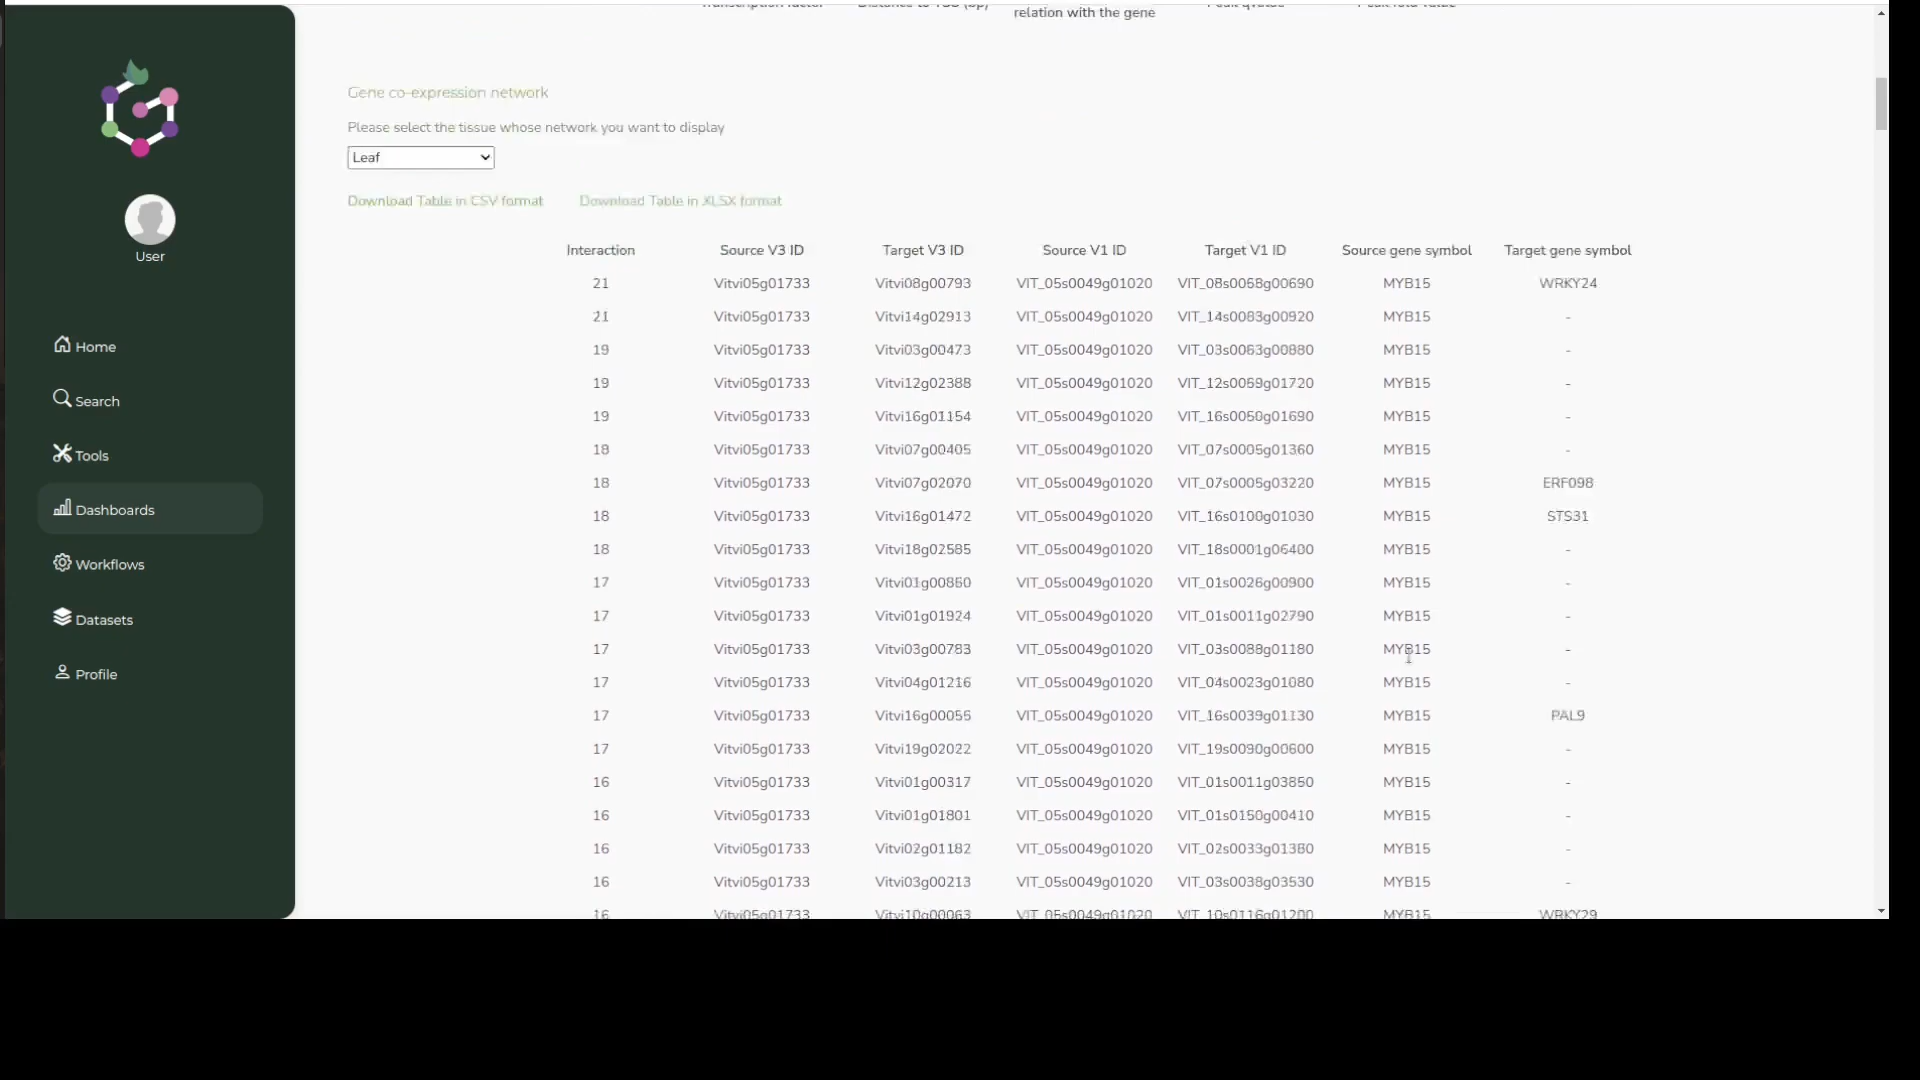 relation with the gene
Gene co-expression network
Please select the tissue whose network you want to display
Leaf
Download Table in CSV format Download Table in XLSX format
Interaction Source V3 ID Target V3 ID Source V1 ID Target V1 ID Source gene symbol Target gene symbol
21 Vitvi05g01733 Vitvi08g00793 VIT_05s0049g01020 VIT_08s0058g00690 MYB15 WRKY24
21 Vitvi05g01733 Vitvi14g02913 VIT_05s0049g01020 VIT_14s0083g00920 MYB15 -
19 Vitvi05g01733 Vitvi03g00473 VIT_05s0049g01020 VIT_03s0063g00880 MYB15 -
19 Vitvi05g01733 Vitvi12g02388 VIT_05s0049g01020 VIT_12s0059g01720 MYB15 -
19 Vitvi05g01733 Vitvi16g01154 VIT_05s0049g01020 VIT_16s0050g01690 MYB15 -
18 Vitvi05g01733 Vitvi07g00405 VIT_05s0049g01020 VIT_07s0005g01360 MYB15 -
18 Vitvi05g01733 Vitvi07g02070 VIT_05s0049g01020 VIT_07s0005g03220 MYB15 ERF098
18 Vitvi05g01733 Vitvi16g01472 VIT_05s0049g01020 VIT_16s0100g01030 MYB15 STS31
18 Vitvi05g01733 Vitvi18g02585 VIT_05s0049g01020 VIT_18s0001g06400 MYB15 -
17 Vitvi05g01733 Vitvi01g00860 VIT_05s0049g01020 VIT_01s0026g00900 MYB15 -
17 Vitvi05g01733 Vitvi01g01924 VIT_05s0049g01020 VIT_01s0011g02790 MYB15 -
17 Vitvi05g01733 Vitvi03g00783 VIT_05s0049g01020 VIT_03s0088g01180 MYB15 -
17 Vitvi05g01733 Vitvi04g01216 VIT_05s0049g01020 VIT_04s0023g01080 MYB15 -
17 Vitvi05g01733 Vitvi16g00055 VIT_05s0049g01020 VIT_16s0039g01130 MYB15 PAL9
17 Vitvi05g01733 Vitvi19g02022 VIT_05s0049g01020 VIT_19s0090g00600 MYB15 -
16 Vitvi05g01733 Vitvi01g00317 VIT_05s0049g01020 VIT_01s0011g03850 MYB15 -
16 Vitvi05g01733 Vitvi01g01801 VIT_05s0049g01020 VIT_01s0150g00410 MYB15 -
16 Vitvi05g01733 Vitvi02g01182 VIT_05s0049g01020 VIT_02s0033g01380 MYB15 -
16 Vitvi05g01733 Vitvi03g00213 VIT_05s0049g01020 VIT_03s0038g03530 MYB15 -
16 Vitvi05g01733 Vitvi10g00063 VIT_05s0049g01020 VIT_10s0116g01200 MYB15 WRKY29
User
Home
Search
Tools
Dashboards
Workflows
Datasets
Profile